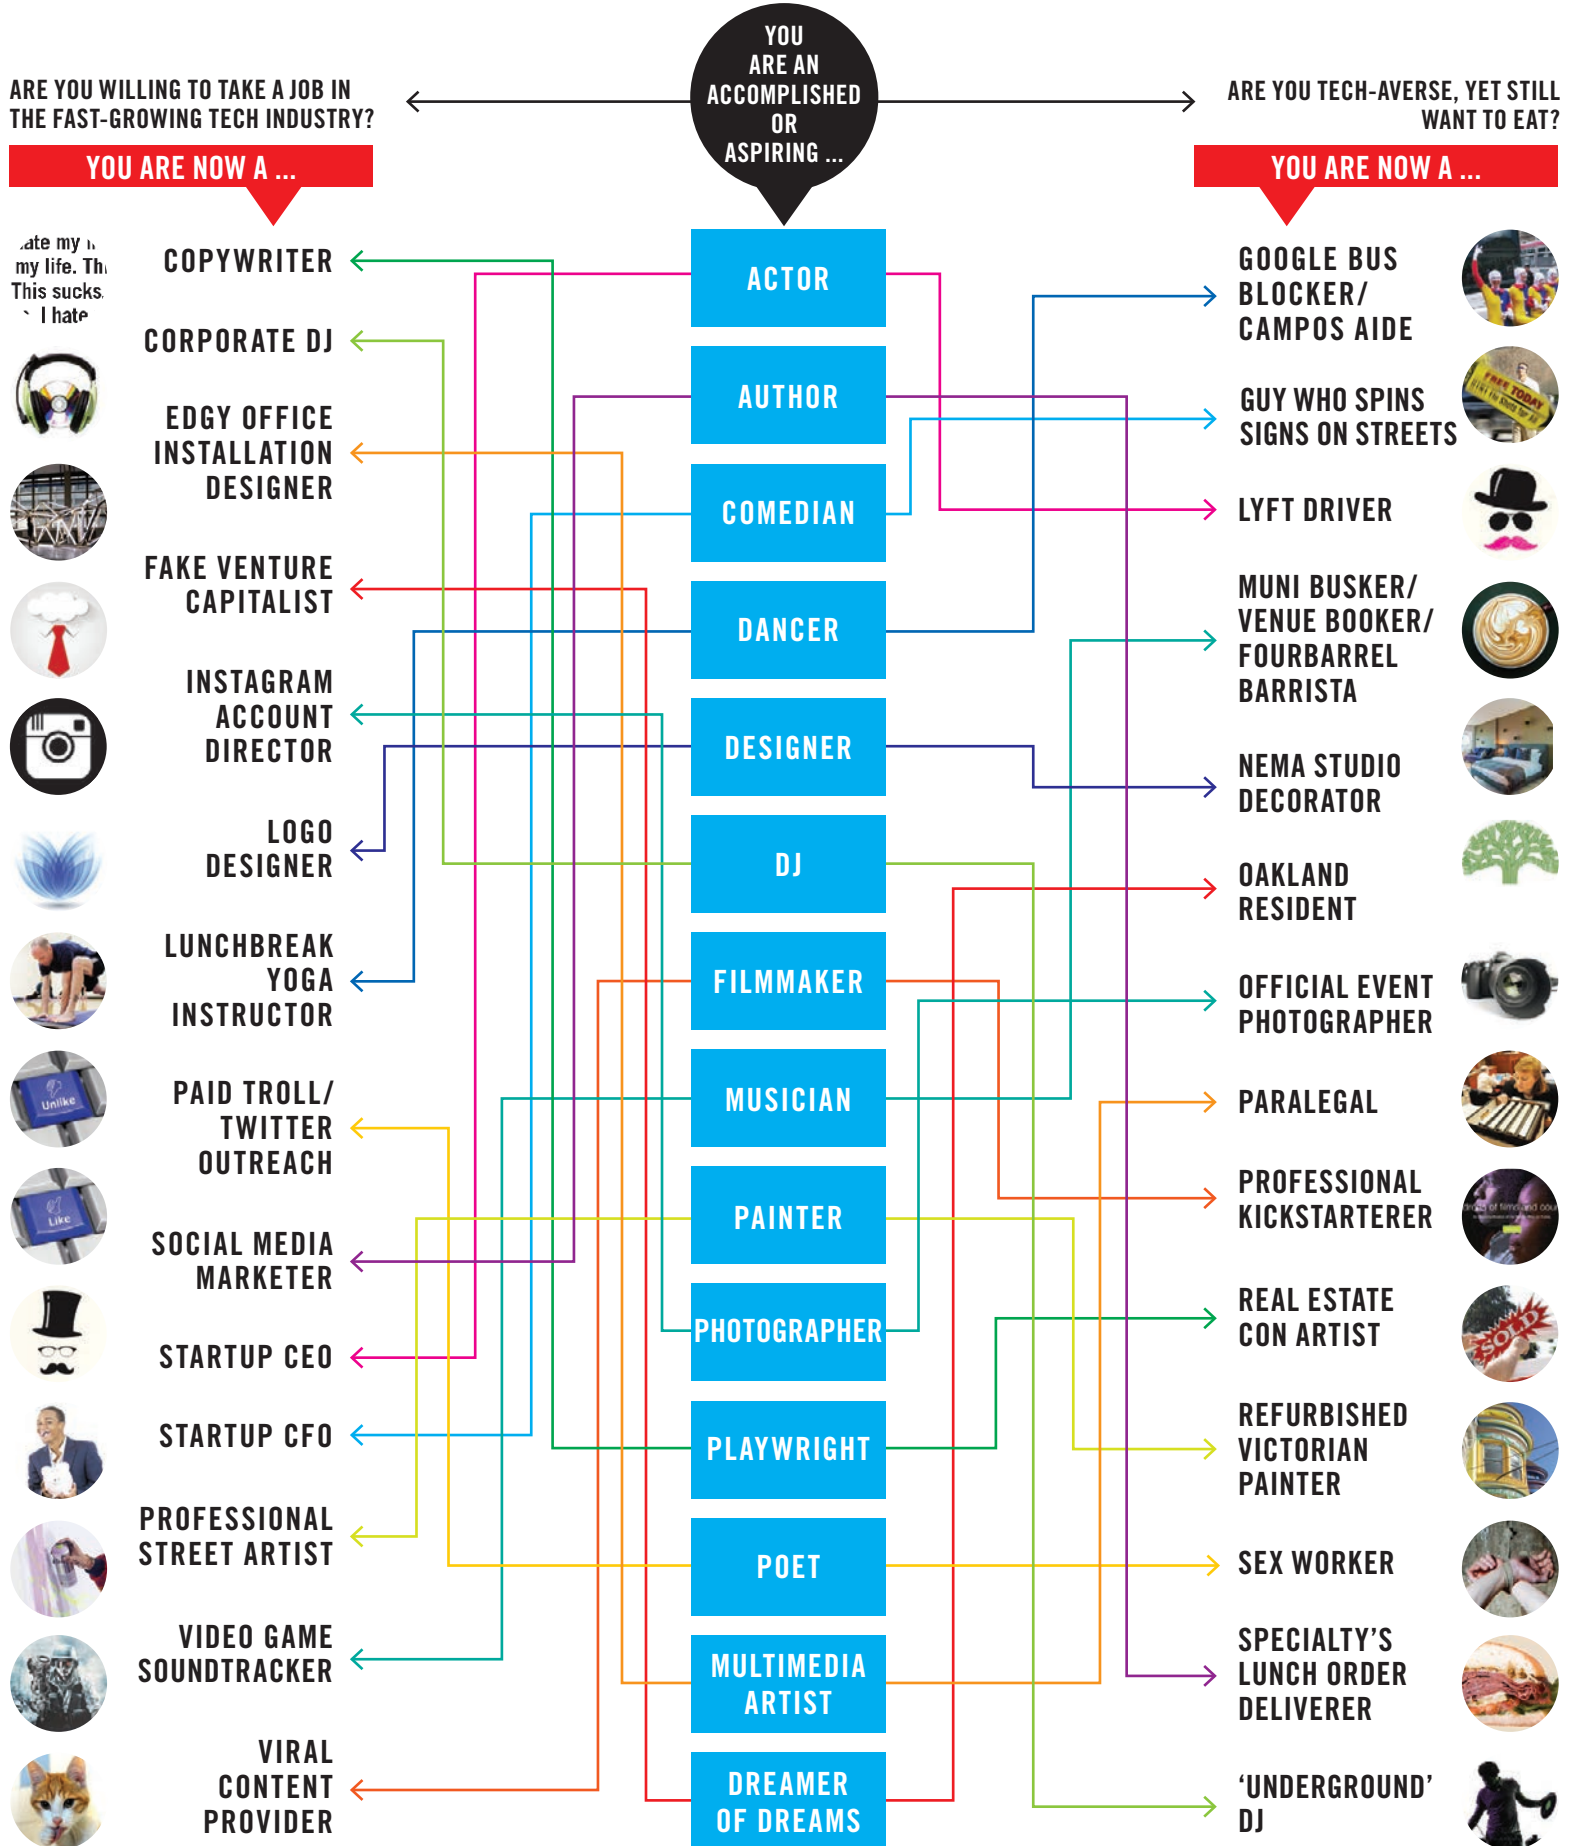 YOU
ARE AN
ACCOMPLISHED
OR
ASPIRING ...
ARE YOU WILLING TO TAKE A JOB IN
THE FAST-GROWING TECH INDUSTRY?
YOU ARE NOW A ...
ARE YOU TECH-AVERSE, YET STILL
WANT TO EAT?
YOU ARE NOW A ...
my life.
This sucks.
I hate
COPYWRITER
CORPORATE DJ
EDGY OFFICE
INSTALLATION
DESIGNER
FAKE VENTURE
CAPITALIST
INSTAGRAM
ACCOUNT
DIRECTOR
LOGO
DESIGNER
LUNCHBREAK
YOGA
INSTRUCTOR
Unlike
PAID TROLL/
TWITTER
OUTREACH
Like
SOCIAL MEDIA
MARKETER
STARTUP CEO
STARTUP CFO
PROFESSIONAL
STREET ARTIST
VIDEO GAME
SOUNDTRACKER
VIRAL
CONTENT
PROVIDER
ACTOR
AUTHOR
COMEDIAN
DANCER
DESIGNER
DJ
FILMMAKER
MUSICIAN
PAINTER
PHOTOGRAPHER
PLAYWRIGHT
POET
MULTIMEDIA
ARTIST
DREAMER
OF DREAMS
GOOGLE BUS
BLOCKER/
CAMPOS AIDE
GUY WHO SPINS
SIGNS ON STREETS
FREE TODAY
LYFT DRIVER
MUNI BUSKER/
VENUE BOOKER/
FOURBARREL
BARRISTA
NEMA STUDIO
DECORATOR
OAKLAND
RESIDENT
OFFICIAL EVENT
PHOTOGRAPHER
PARALEGAL
PROFESSIONAL
KICKSTARTERER
of films and
REAL ESTATE
CON ARTIST
SOLD
REFURBISHED
VICTORIAN
PAINTER
SEX WORKER
SPECIALTY'S
LUNCH ORDER
DELIVERER
‘UNDERGROUND’
DJ